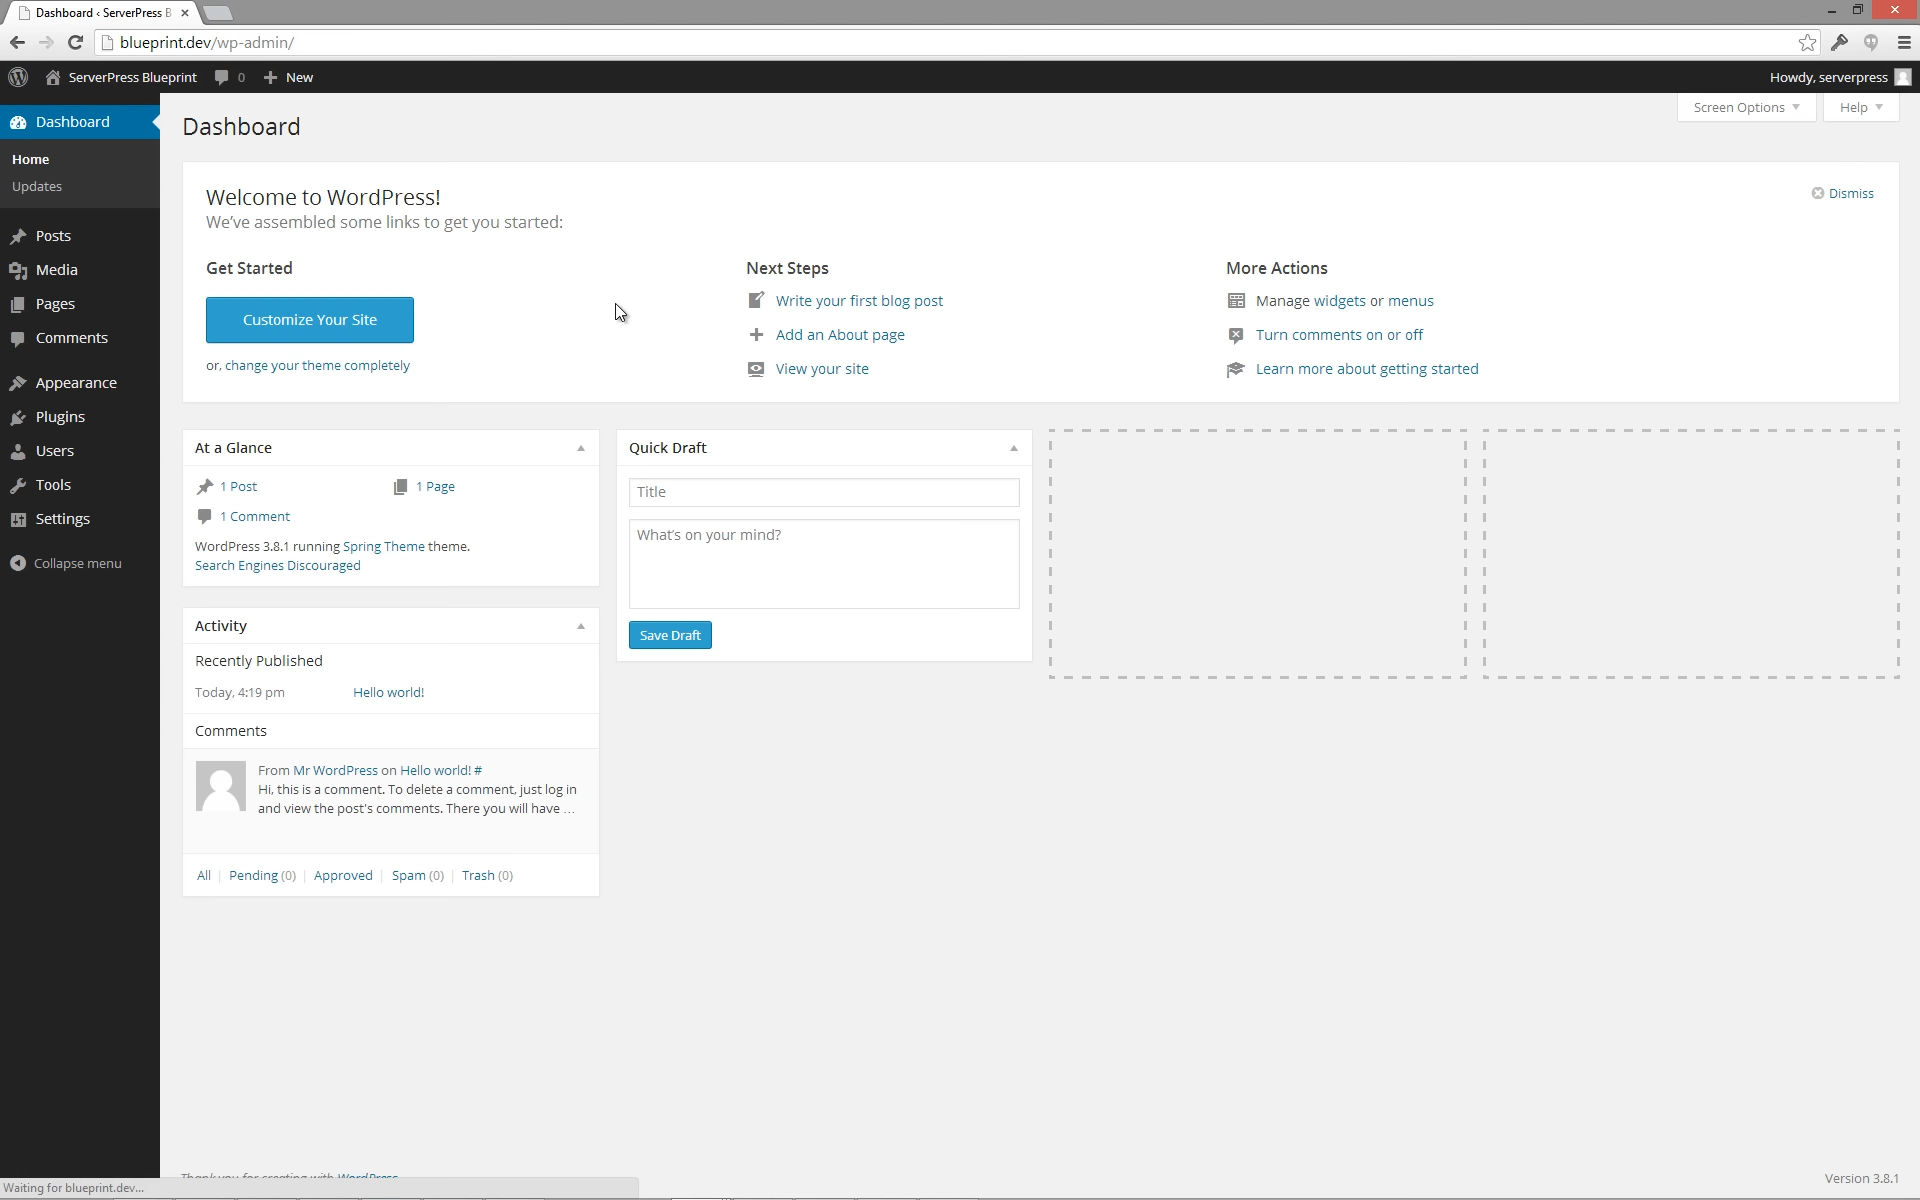 Dashboard ‹ ServerPress B
blueprint.dev/wp-admin/
ServerPress Blueprint 0 New Howdy, serverpress
Dashboard
Home
Updates
Posts
Media
Pages
Comments
Appearance
Plugins
Users
Tools
Settings
Collapse menu
Screen Options Help
Dashboard
Welcome to WordPress!
Dismiss
We've assembled some links to get you started:
Get Started
Customize Your Site
or, change your theme completely
Next Steps
Write your first blog post
Add an About page
View your site
More Actions
Manage widgets or menus
Turn comments on or off
Learn more about getting started
At a Glance
1 Post 1 Page
1 Comment
WordPress 3.8.1 running Spring Theme theme.
Search Engines Discouraged
Activity
Recently Published
Today, 4:19 pm Hello world!
Comments
From Mr WordPress on Hello world! #
Hi, this is a comment. To delete a comment, just log in
and view the post's comments. There you will have ...
All Pending (0) Approved Spam (0) Trash (0)
Quick Draft
Title
What's on your mind?
Save Draft
Thank you for creating with WordPress
Version 3.8.1
Waiting for blueprint.dev...